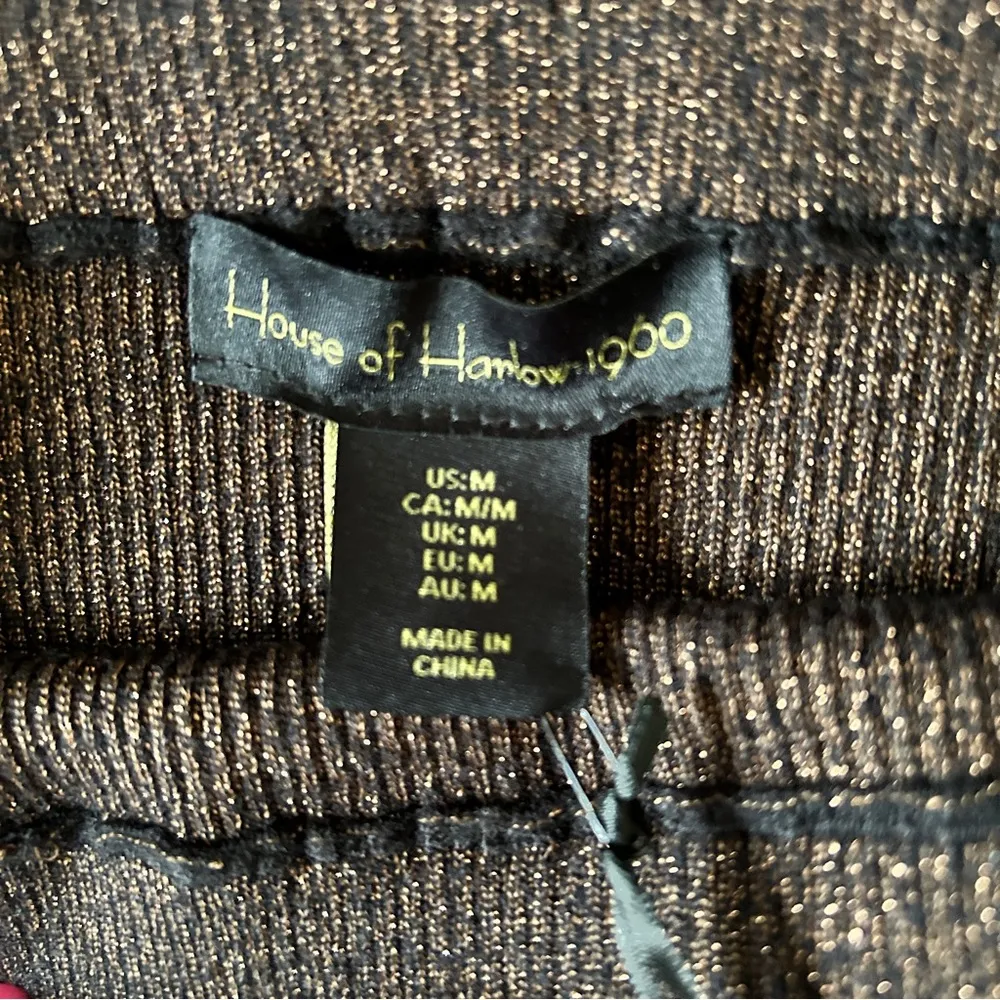 House of Harlow 1960
US: M
CA: M/M
UK: M
EU: M
AU: M
MADE IN
CHINA